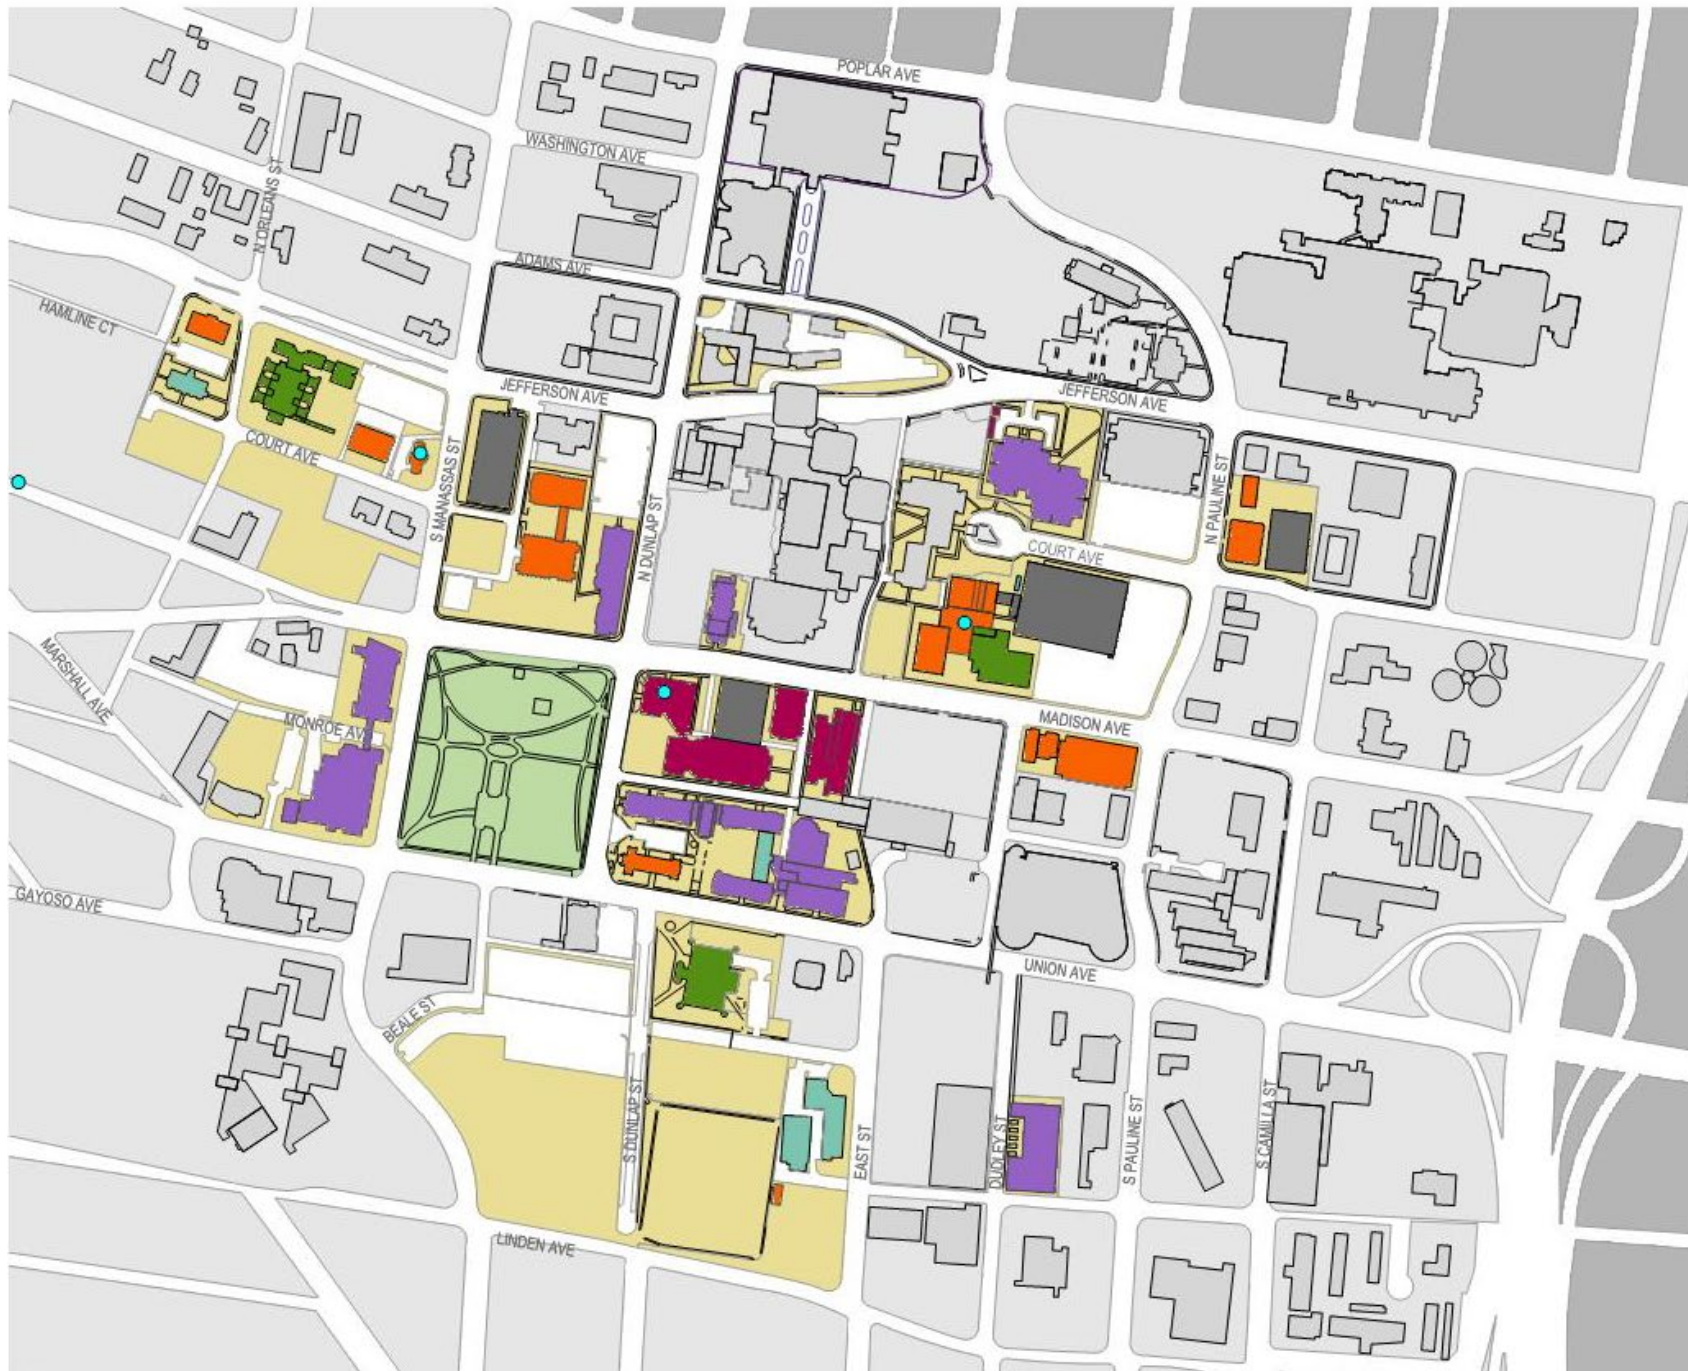 POPLAR AVE
WASHINGTON AVE
N ORLEANS ST
ADAMS AVE
HAMLINE CT
JEFFERSON AVE
JEFFERSON AVE
COURT AVE
S MANASSAS ST
N DUNLAP ST
N PAULINE ST
COURT AVE
MARSHALL AVE
MONROE AVE
MADISON AVE
GAYOSO AVE
UNION AVE
BEALE ST
S DUNLAP ST
EAST ST
DUDLEY ST
S PAULINE ST
S CAMILLA ST
LINDEN AVE